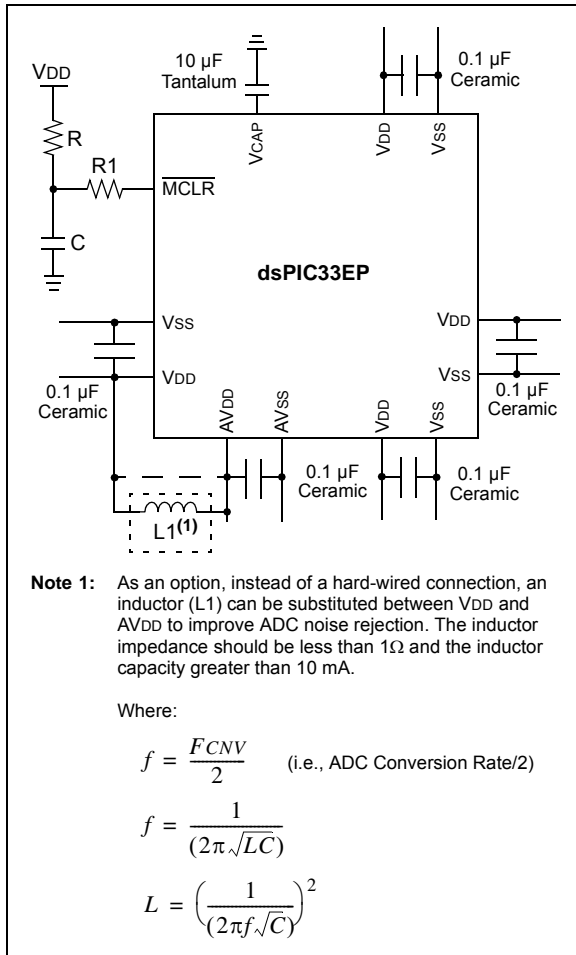 10 µF
Tantalum
0.1 µF
Ceramic
VDD
R
R1
C
VCAP
VDD
VSS
MCLR
dsPIC33EP
VSS
VDD
VDD
VSS
0.1 µF
Ceramic
0.1 µF
Ceramic
AVDD
AVSS
VDD
VSS
0.1 µF
Ceramic
0.1 µF
Ceramic
L1(1)
Note 1: As an option, instead of a hard-wired connection, an
inductor (L1) can be substituted between VDD and
AVDD to improve ADC noise rejection. The inductor
impedance should be less than 1Ω and the inductor
capacity greater than 10 mA.
Where:
f = FCNV / 2 (i.e., ADC Conversion Rate/2)
f = 1 / (2π√LC)
L = (1 / (2πf√C))²